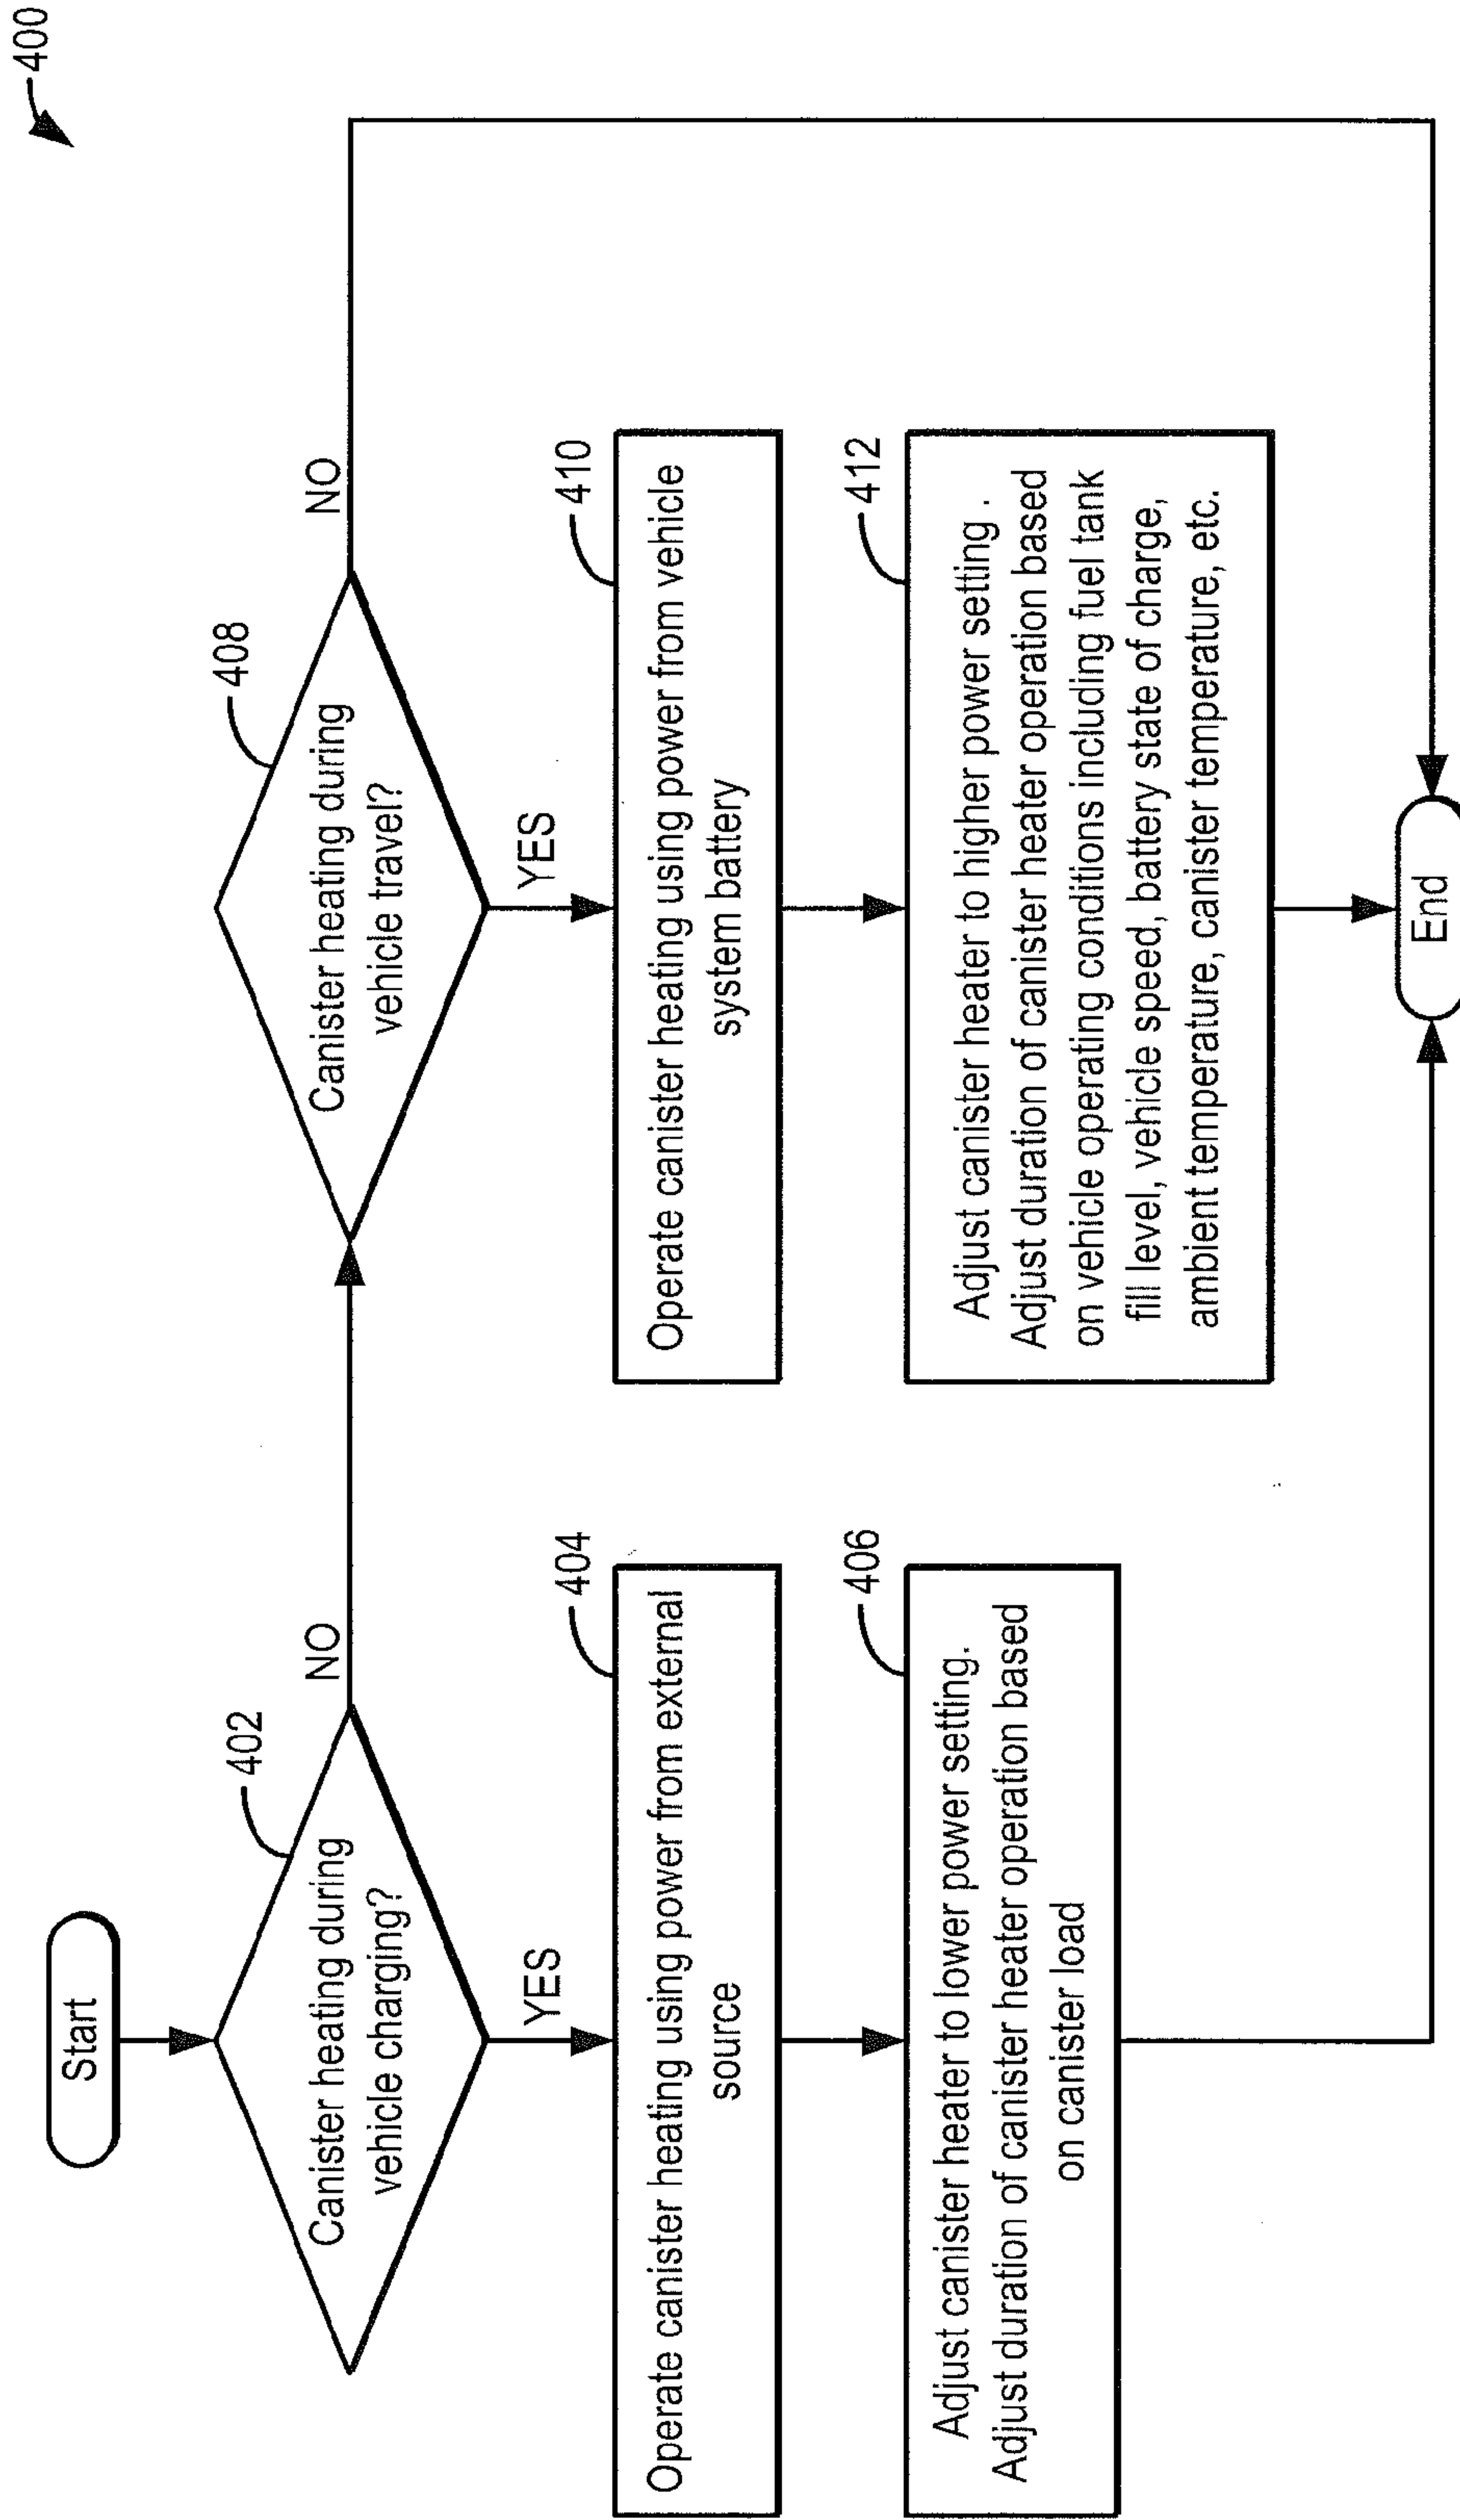 400
Start
402
Canister heating during
vehicle charging?
NO
YES
404
Operate canister heating using power from external
source
406
Adjust canister heater to lower power setting.
Adjust duration of canister heater operation based
on canister load
408
Canister heating during
vehicle travel?
NO
YES
410
Operate canister heating using power from vehicle
system battery
412
Adjust canister heater to higher power setting .
Adjust duration of canister heater operation based
on vehicle operating conditions including fuel tank
fill level, vehicle speed, battery state of charge,
ambient temperature, canister temperature, etc.
End